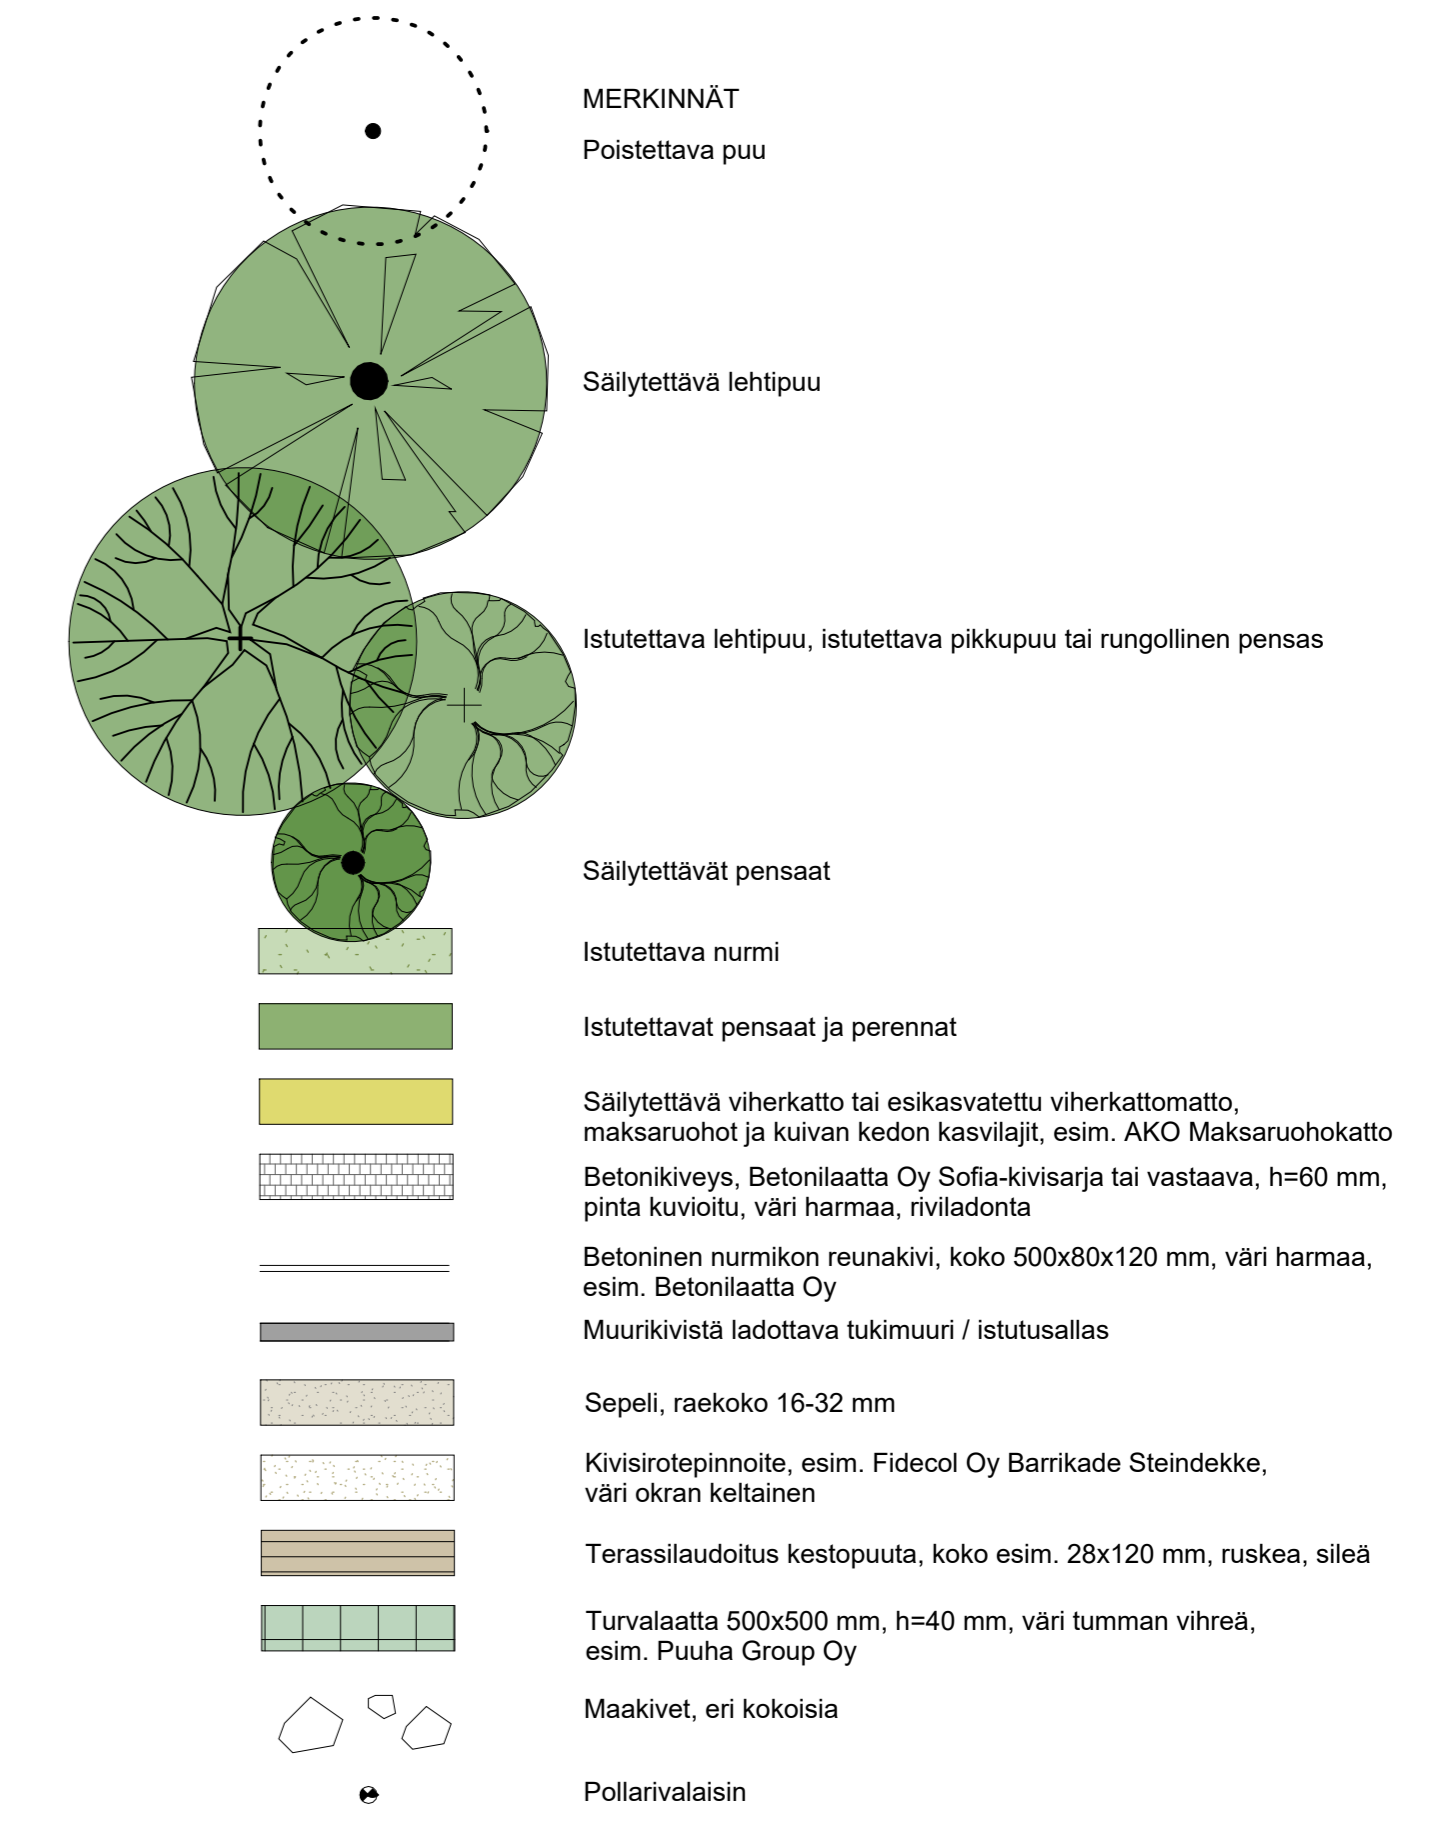 MERKINNÄT
Poistettava puu
Säilytettävä lehtipuu
Istutettava lehtipuu, istutettava pikkupuu tai rungollinen pensas
Säilytettävät pensaat
Istutettava nurmi
Istutettavat pensaat ja perennat
Säilytettävä viherkatto tai esikasvatettu viherkattomatto,
maksaruohot ja kuivan kedon kasvilajit, esim. AKO Maksaruohokatto
Betonikiveys, Betonilaatta Oy Sofia-kivisarja tai vastaava, h=60 mm,
pinta kuvioitu, väri harmaa, riviladonta
Betoninen nurmikon reunakivi, koko 500x80x120 mm, väri harmaa,
esim. Betonilaatta Oy
Muurikivistä ladottava tukimuuri / istutusallas
Sepeli, raekoko 16-32 mm
Kivisirotepinnoite, esim. Fidecol Oy Barrikade Steindekke,
väri okran keltainen
Terassilaudoitus kestopuuta, koko esim. 28x120 mm, ruskea, sileä
Turvalaatta 500x500 mm, h=40 mm, väri tumman vihreä,
esim. Puuha Group Oy
Maakivet, eri kokoisia
Pollarivalaisin